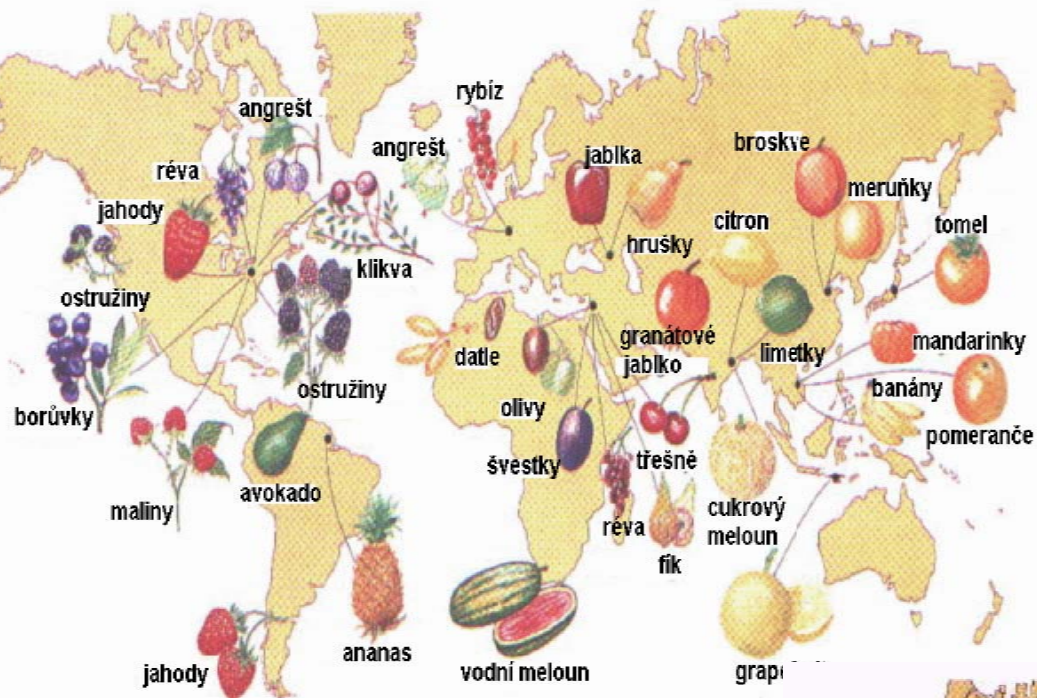 rybíz
angrešt
angrešt
jablka
broskve
réva
meruňky
jahody
citron
tomel
hrušky
klikva
ostružiny
granátové
jablko
limetky
mandarinky
datle
banány
ostružiny
olivy
borůvky
pomeranče
švestky
třešně
avokado
maliny
cukrový
meloun
réva
fík
ananas
jahody
vodní meloun